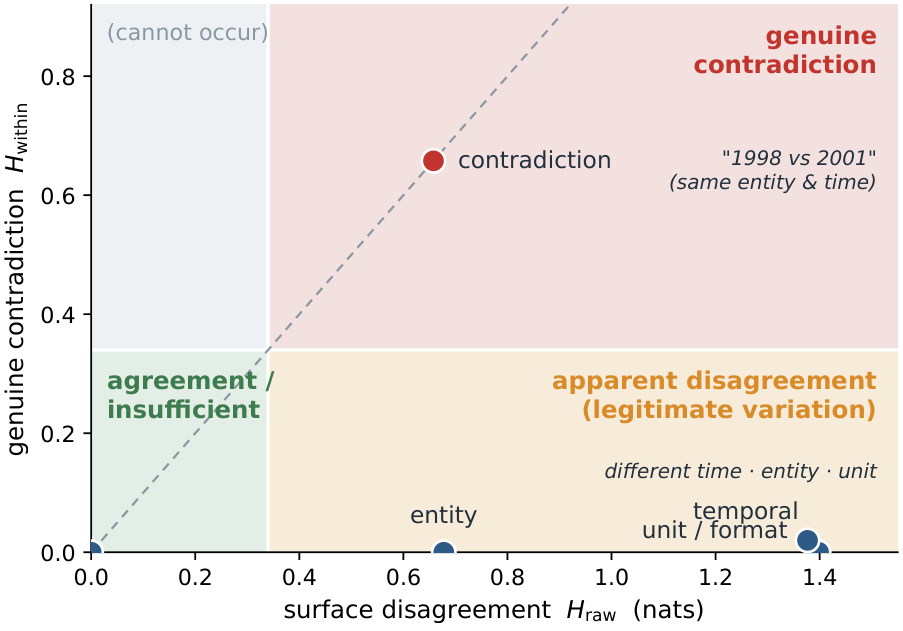 (cannot occur)
genuine
contradiction
0.8
contradiction
"1998 vs 2001"
(same entity & time)
0.6
genuine contradiction H_within
0.4
agreement /
insufficient
apparent disagreement
(legitimate variation)
0.2
different time · entity · unit
entity
temporal
unit / format
0.0
0.0 0.2 0.4 0.6 0.8 1.0 1.2 1.4
surface disagreement H_raw (nats)